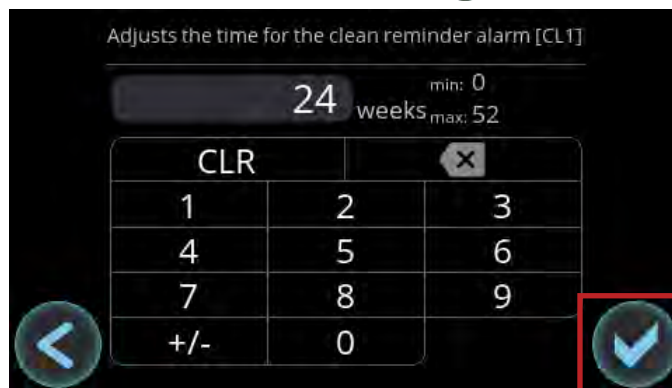 Adjusts the time for the clean reminder alarm [CL1]
24 weeks min: 0
max: 52
CLR
1 2 3
4 5 6
7 8 9
+/- 0